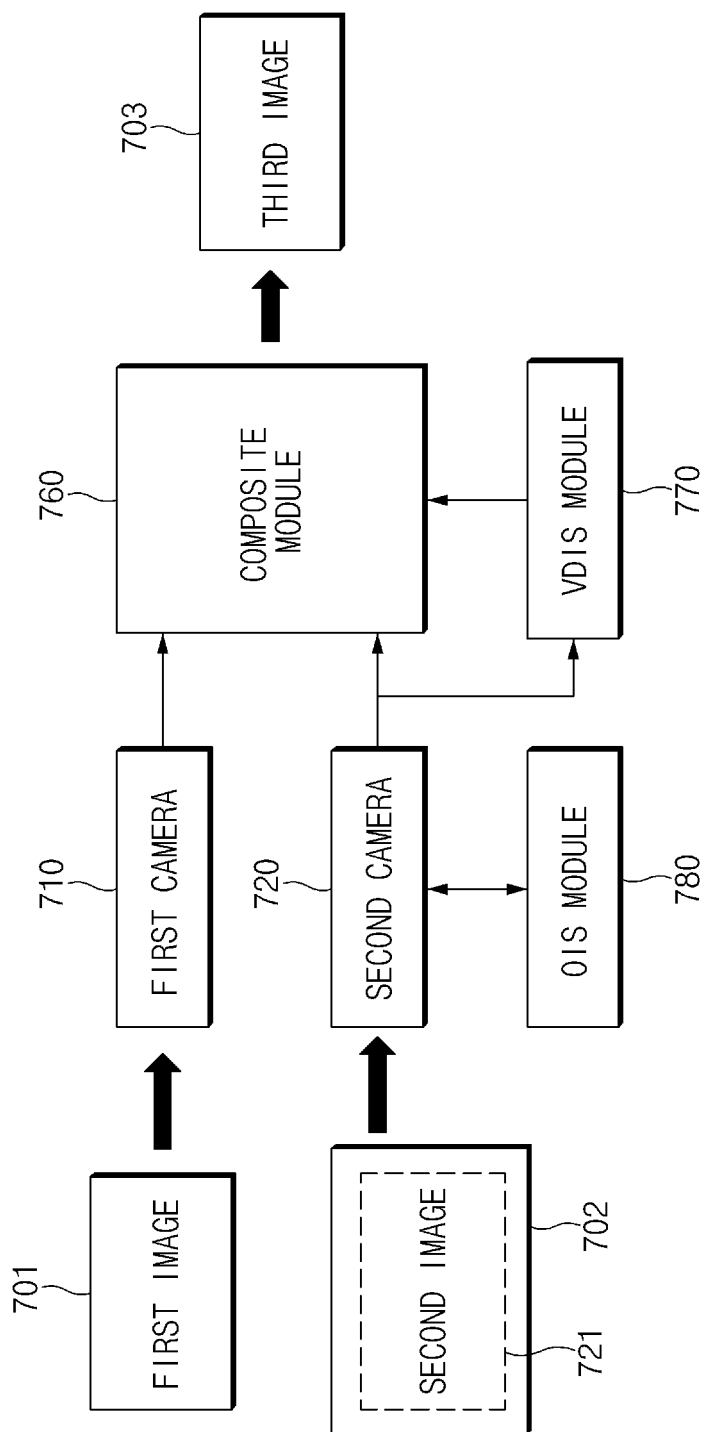 701
FIRST IMAGE
710
FIRST CAMERA
760
COMPOSITE
MODULE
703
THIRD IMAGE
SECOND IMAGE
721
702
720
SECOND CAMERA
OIS MODULE
780
VDIS MODULE
770